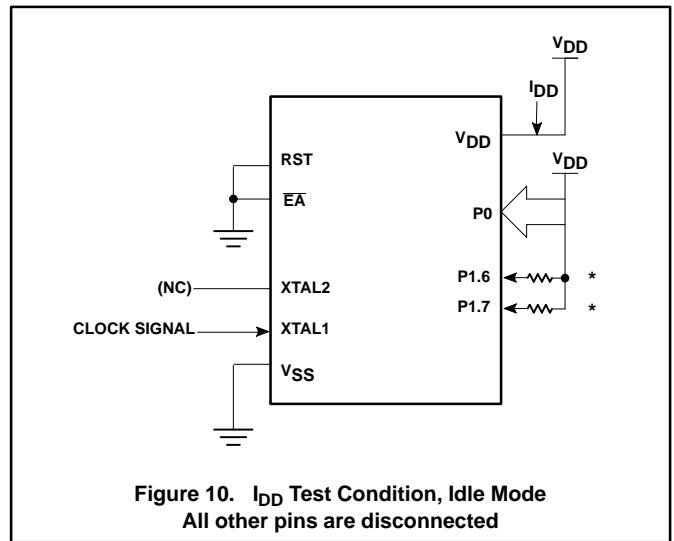 VDD
IDD
VDD
VDD
RST
EA
P0
P1.6 *
(NC) XTAL2
P1.7 *
CLOCK SIGNAL XTAL1
VSS
Figure 10. IDD Test Condition, Idle Mode
All other pins are disconnected